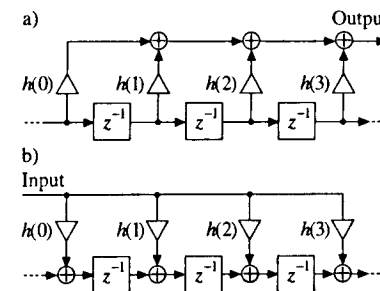 a)
Output
h(0) h(1) h(2) h(3)
z⁻¹ z⁻¹ z⁻¹
b)
Input
h(0) h(1) h(2) h(3)
z⁻¹ z⁻¹ z⁻¹